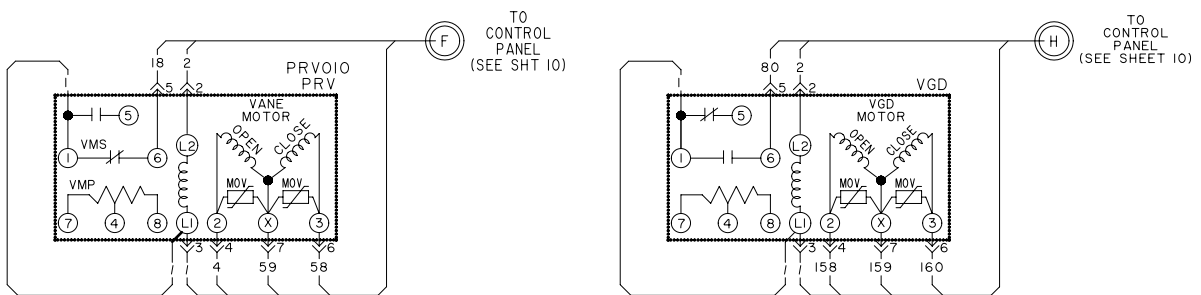 TO
CONTROL
PANEL
(SEE SHT 10)
F
18 2
PRV010
PRV
5 2
VANE
MOTOR
5
OPEN CLOSE
L2
VMS
1 6
VMP
MOV MOV
7 4 8 L1 2 X 3
3 4 7 6
4 59 58
TO
CONTROL
PANEL
(SEE SHEET 10)
H
80 2
VGD
5 2
VGD
MOTOR
5
OPEN CLOSE
L2
1 6
MOV MOV
7 4 8 L1 2 X 3
3 4 7 6
158 159 160